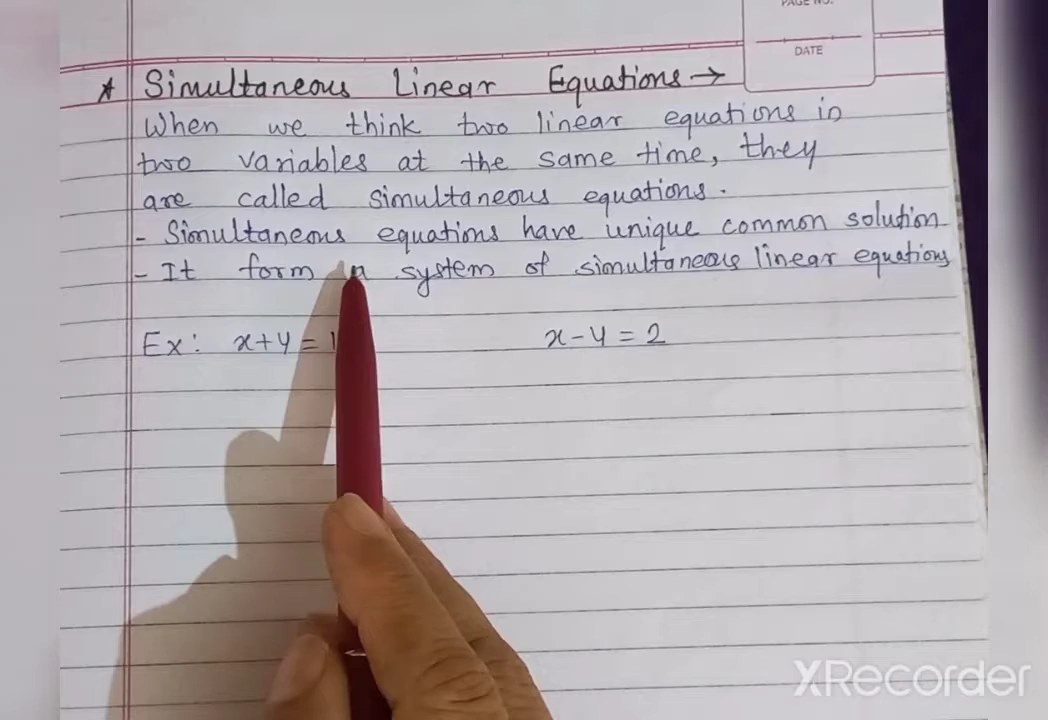 PAGE NO.
DATE
* Simultaneous Linear Equations →
When we think two linear equations in
two variables at the same time, they
are called simultaneous equations.
- Simultaneous equations have unique common solution
- It form a system of simultaneous linear equations
Ex: x+y = x-y = 2
XRecorder